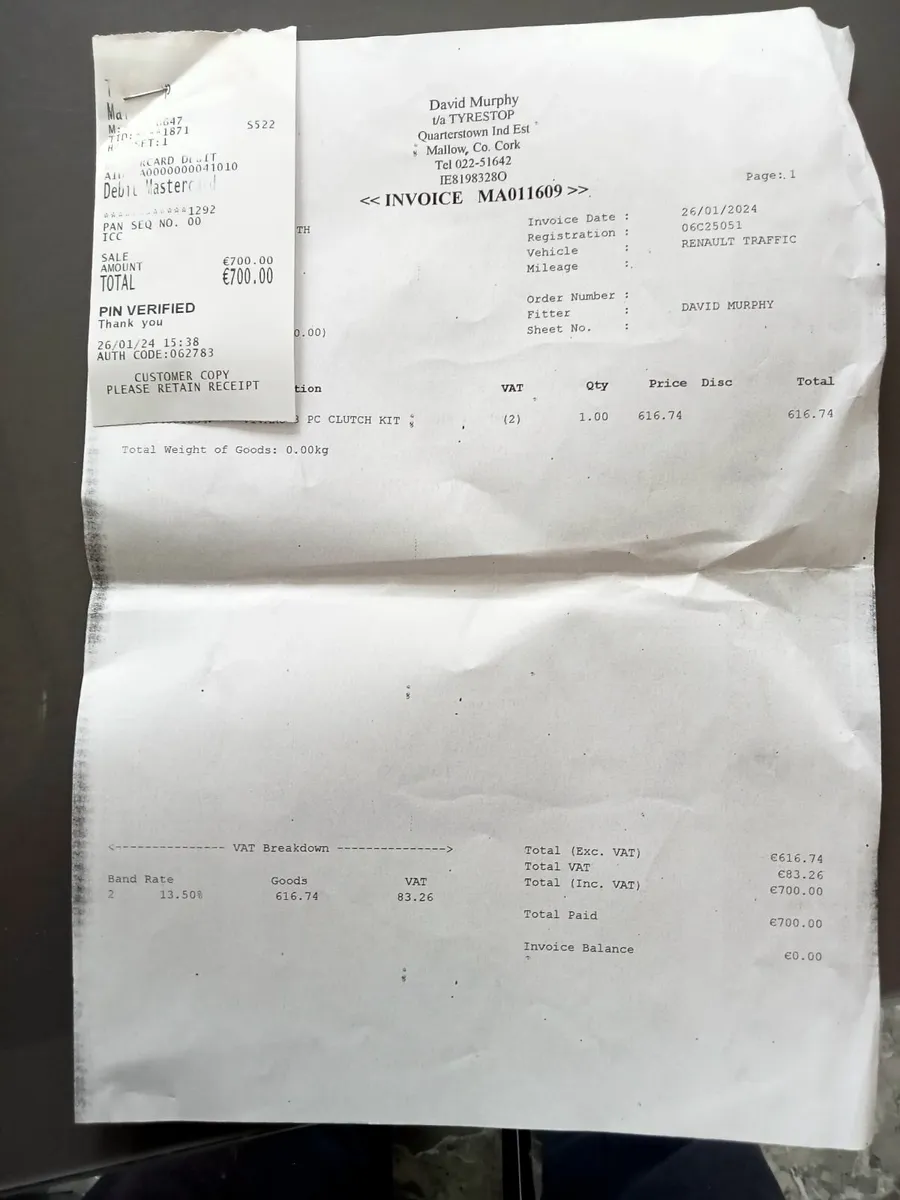 S522
HOST:1
A0000000041010
Debit Mastercard
************1292
PAN SEQ NO. 00
ICC
SALE
AMOUNT €700.00
TOTAL €700.00
PIN VERIFIED
Thank you
26/01/24 15:38
AUTH CODE:062783
CUSTOMER COPY
PLEASE RETAIN RECEIPT
David Murphy
t/a TYRESTOP
Quarterstown Ind Est
Mallow, Co. Cork
Tel 022-51642
IE8198328O
<< INVOICE MA011609 >>
Page: 1
Invoice Date : 26/01/2024
Registration : 06C25051
Vehicle : RENAULT TRAFFIC
Mileage :
Order Number :
Fitter : DAVID MURPHY
Sheet No. :
VAT Qty Price Disc Total
PC CLUTCH KIT (2) 1.00 616.74 616.74
Total Weight of Goods: 0.00kg
<--------------- VAT Breakdown --------------->
Band Rate Goods VAT
2 13.50% 616.74 83.26
Total (Exc. VAT) €616.74
Total VAT €83.26
Total (Inc. VAT) €700.00
Total Paid €700.00
Invoice Balance €0.00